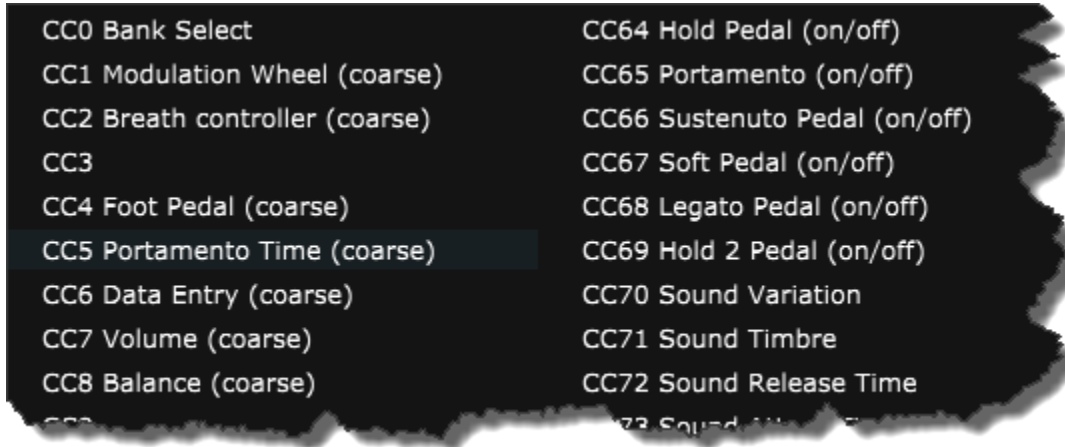 CC0 Bank Select
CC1 Modulation Wheel (coarse)
CC2 Breath controller (coarse)
CC3
CC4 Foot Pedal (coarse)
CC5 Portamento Time (coarse)
CC6 Data Entry (coarse)
CC7 Volume (coarse)
CC8 Balance (coarse)
CC64 Hold Pedal (on/off)
CC65 Portamento (on/off)
CC66 Sustenuto Pedal (on/off)
CC67 Soft Pedal (on/off)
CC68 Legato Pedal (on/off)
CC69 Hold 2 Pedal (on/off)
CC70 Sound Variation
CC71 Sound Timbre
CC72 Sound Release Time
Sound